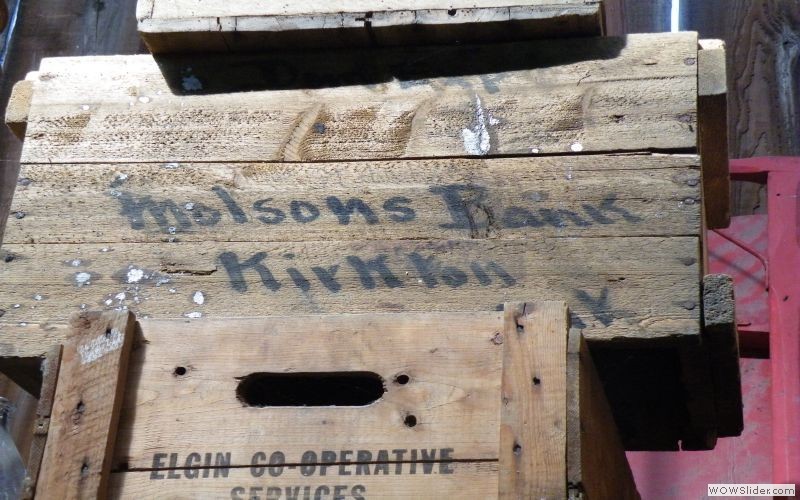 Molsons Bank
Kirkton
ELGIN CO-OPERATIVE
SERVICES
WOWSlider.com